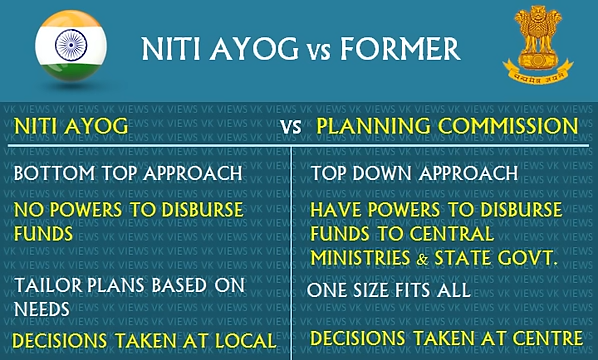 NITI AYOG vs FORMER
NITI AYOG VS PLANNING COMMISSION
BOTTOM TOP APPROACH
TOP DOWN APPROACH
NO POWERS TO DISBURSE
FUNDS
HAVE POWERS TO DISBURSE
FUNDS TO CENTRAL
MINISTRIES & STATE GOVT.
TAILOR PLANS BASED ON
NEEDS
ONE SIZE FITS ALL
DECISIONS TAKEN AT LOCAL
DECISIONS TAKEN AT CENTRE